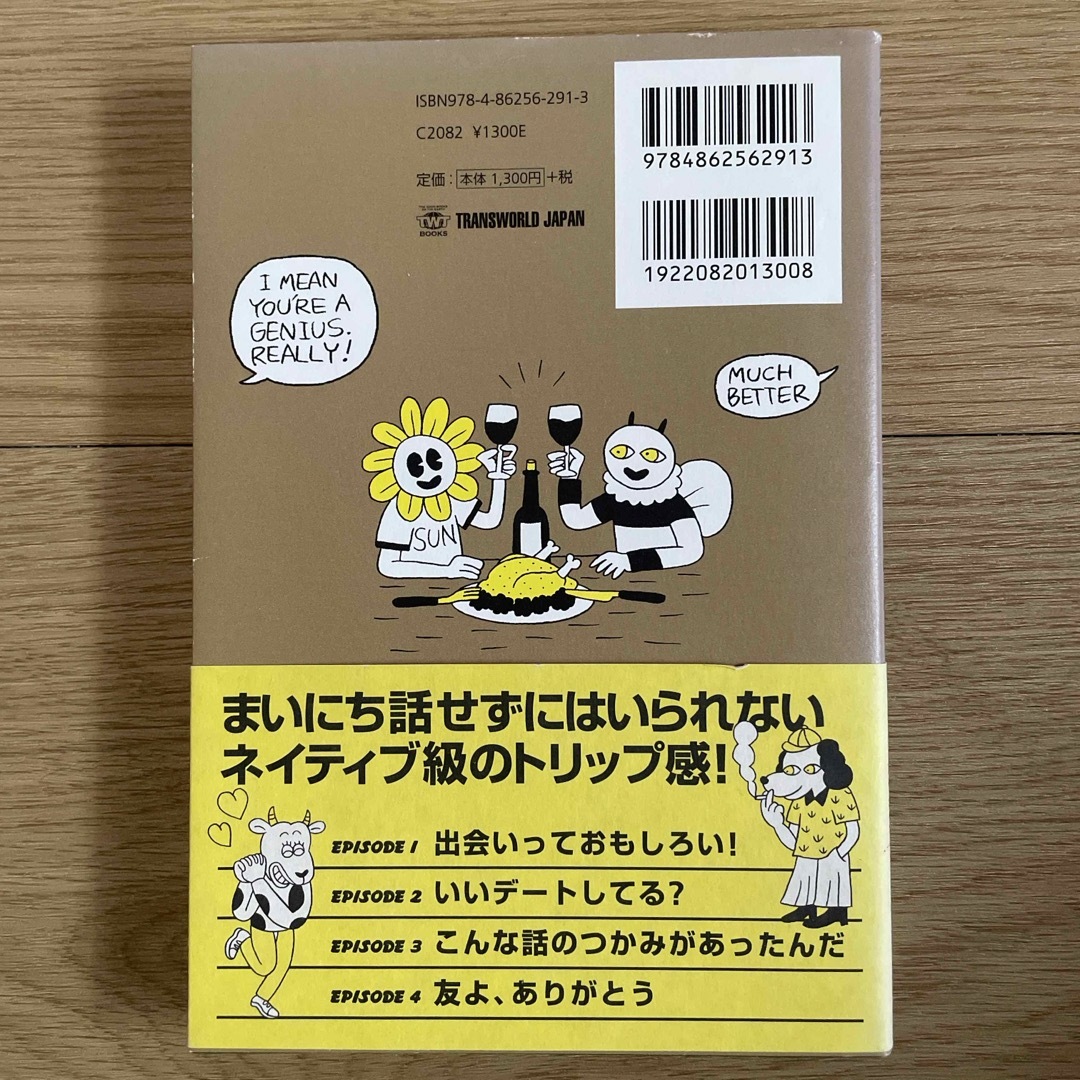 ISBN978-4-86256-291-3
C2082 ¥1300E
定価：本体 1,300円+税
TWT
BOOKS
TRANSWORLD JAPAN
9784862562913
1922082013008
I MEAN
YOU'RE A
GENIUS.
REALLY!
MUCH
BETTER
SUN
まいにち話せずにはいられない
ネイティブ級のトリップ感!
EPISODE 1 出会いっておもしろい!
EPISODE 2 いいデートしてる?
EPISODE 3 こんな話のつかみがあったんだ
EPISODE 4 友よ、ありがとう